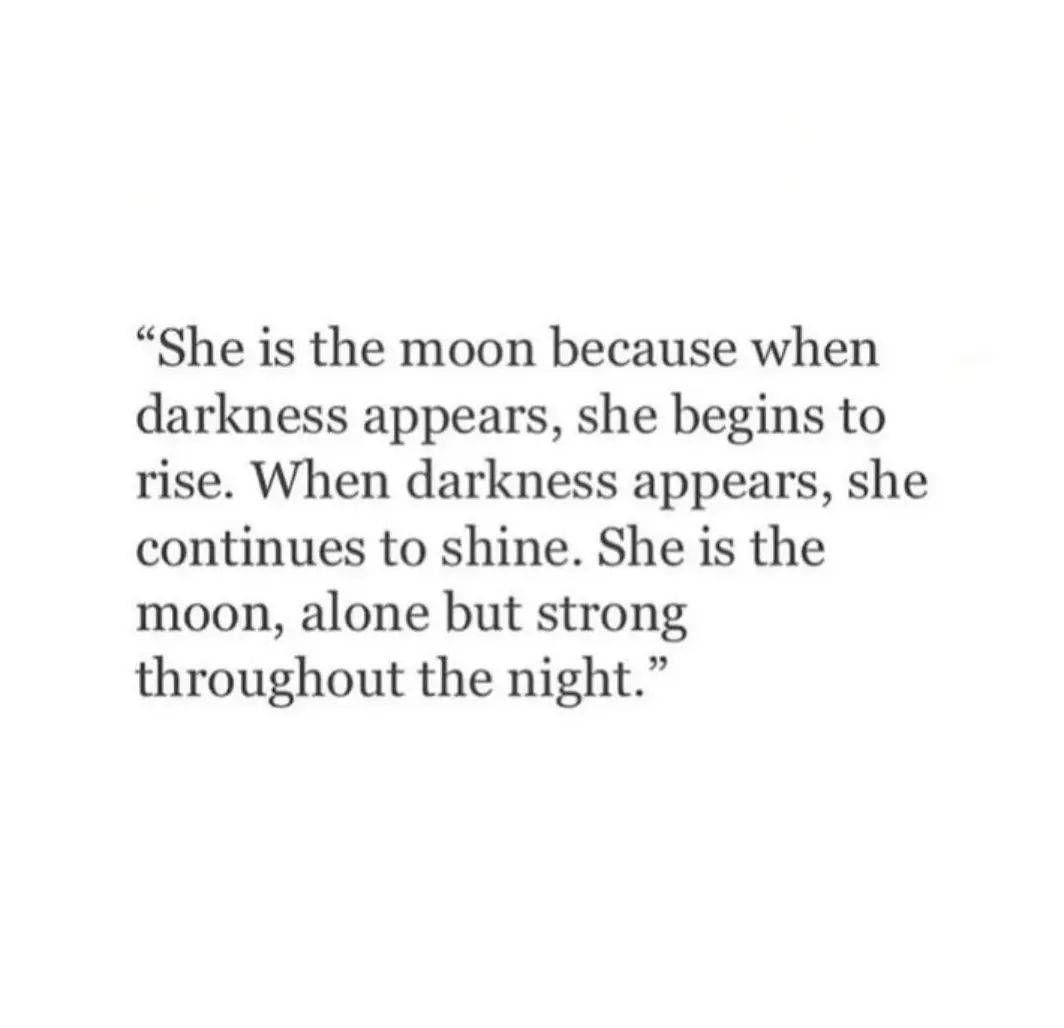 “She is the moon because when
darkness appears, she begins to
rise. When darkness appears, she
continues to shine. She is the
moon, alone but strong
throughout the night.”